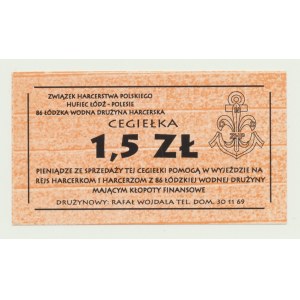 ZWIĄZEK HARCERSTWA POLSKIEGO
HUFIEC ŁÓDŹ - POLESIE
86 ŁÓDZKA WODNA DRUŻYNA HARCERSKA
CEGIEŁKA
1,5 ZŁ
PIENIĄDZE ZE SPRZEDAŻY TEJ CEGIEŁKI POMOGĄ W WYJEŹDZIE NA
REJS HARCERKOM I HARCERZOM Z 86 ŁÓDZKIEJ WODNEJ DRUŻYNY
MAJĄCYM KŁOPOTY FINANSOWE
DRUŻYNOWY: RAFAŁ WOJDALA TEL. DOM. 30 11 69